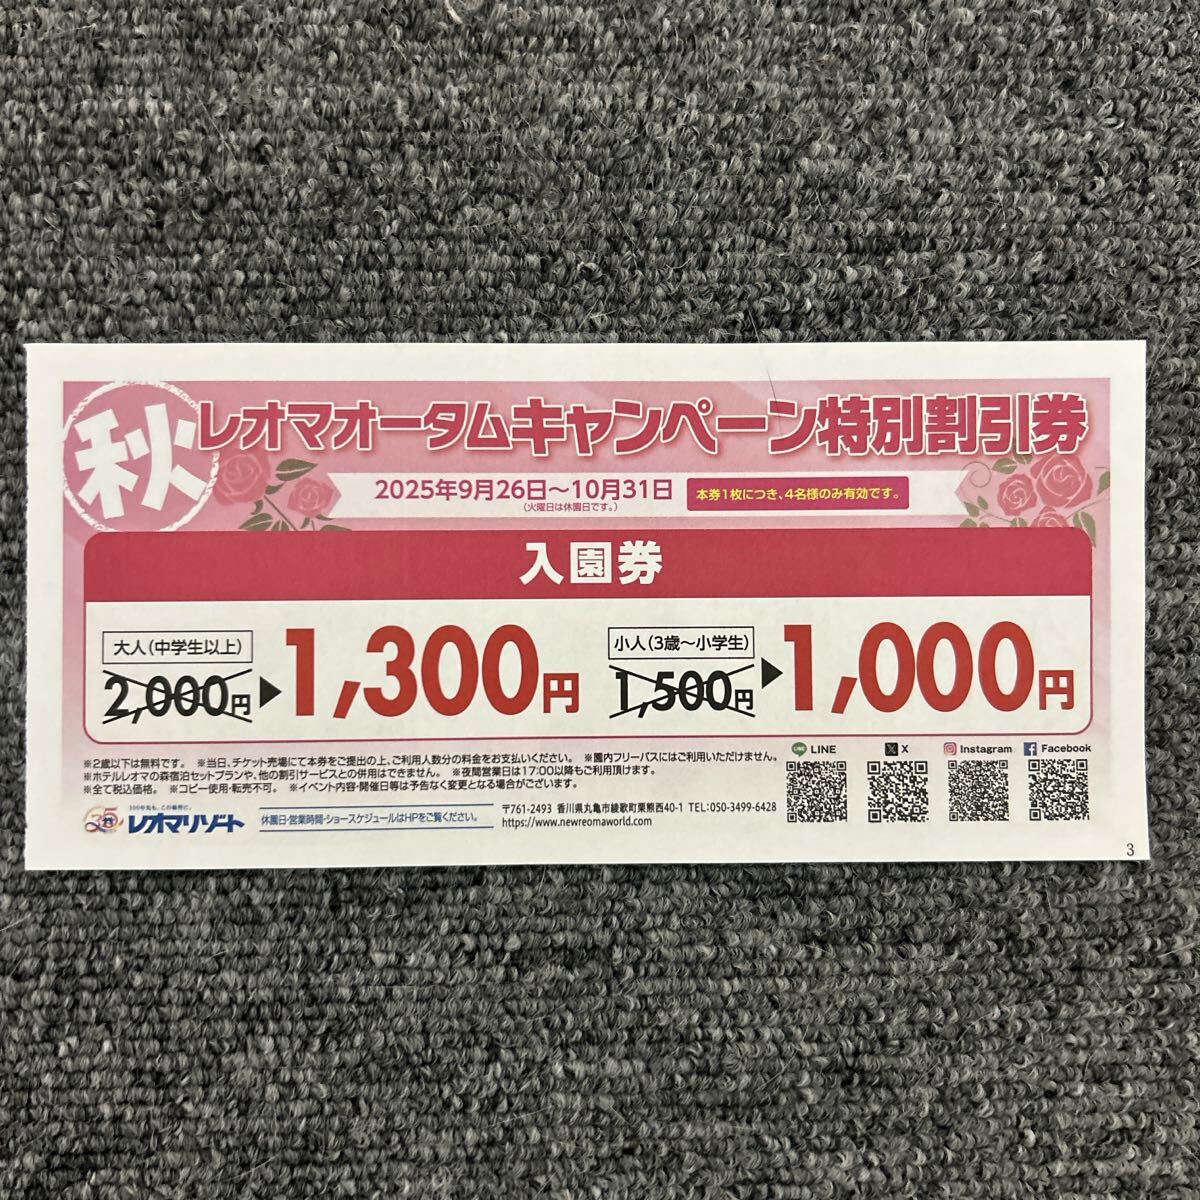 秋
レオマオータムキャンペーン特別割引券
2025年9月26日～10月31日
(火曜日は休園日です。)
本券1枚につき、4名様のみ有効です。
入園券
大人(中学生以上)
2,000円▶1,300円
小人(3歳～小学生)
1,500円▶1,000円
※2歳以下は無料です。 ※当日、チケット売場にて本券をご提出の上、ご利用人数分の料金をお支払いください。 ※園内フリーパスにはご利用いただけません。
※ホテルレオマの森宿泊セットプランや、他の割引サービスとの併用はできません。 ※夜間営業日は17:00以降もご利用頂けます。
※全て税込価格。 ※コピー使用・転売不可。 ※イベント内容・開催日等は予告なく変更となる場合がございます。
LINE
X
Instagram
Facebook
35
レオマリゾート
休園日・営業時間・ショースケジュールはHPをご覧ください。
〒761-2493 香川県丸亀市綾歌町栗熊西40-1 TEL:050-3499-6428
https://www.newreomaworld.com
3